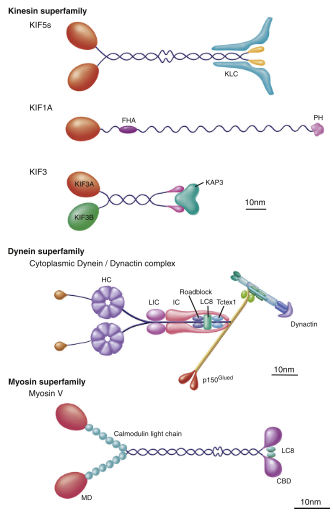 Kinesin superfamily
KIF5s
KLC
KIF1A
FHA
PH
KIF3
KIF3A
KAP3
KIF3B
10nm
Dynein superfamily
Cytoplasmic Dynein / Dynactin complex
HC
Roadblock
LIC IC LC8 Tctex1
Dynactin
10nm
p150Glued
Myosin superfamily
Myosin V
Calmodulin light chain
LC8
CBD
MD
10nm